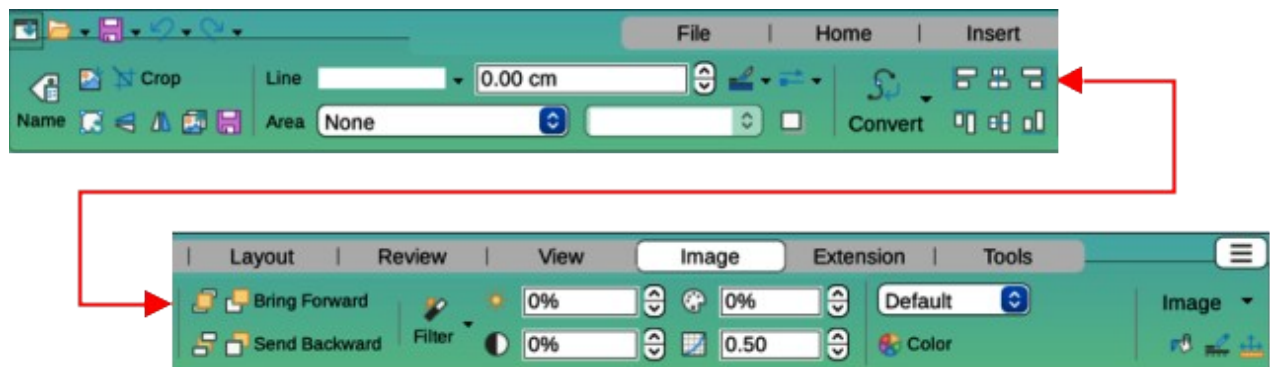 File | Home | Insert
Crop Line 0.00 cm
Name Area None Convert
| Layout | Review | View Image Extension | Tools
Bring Forward 0% 0% Default Image
Send Backward Filter 0% 0.50 Color